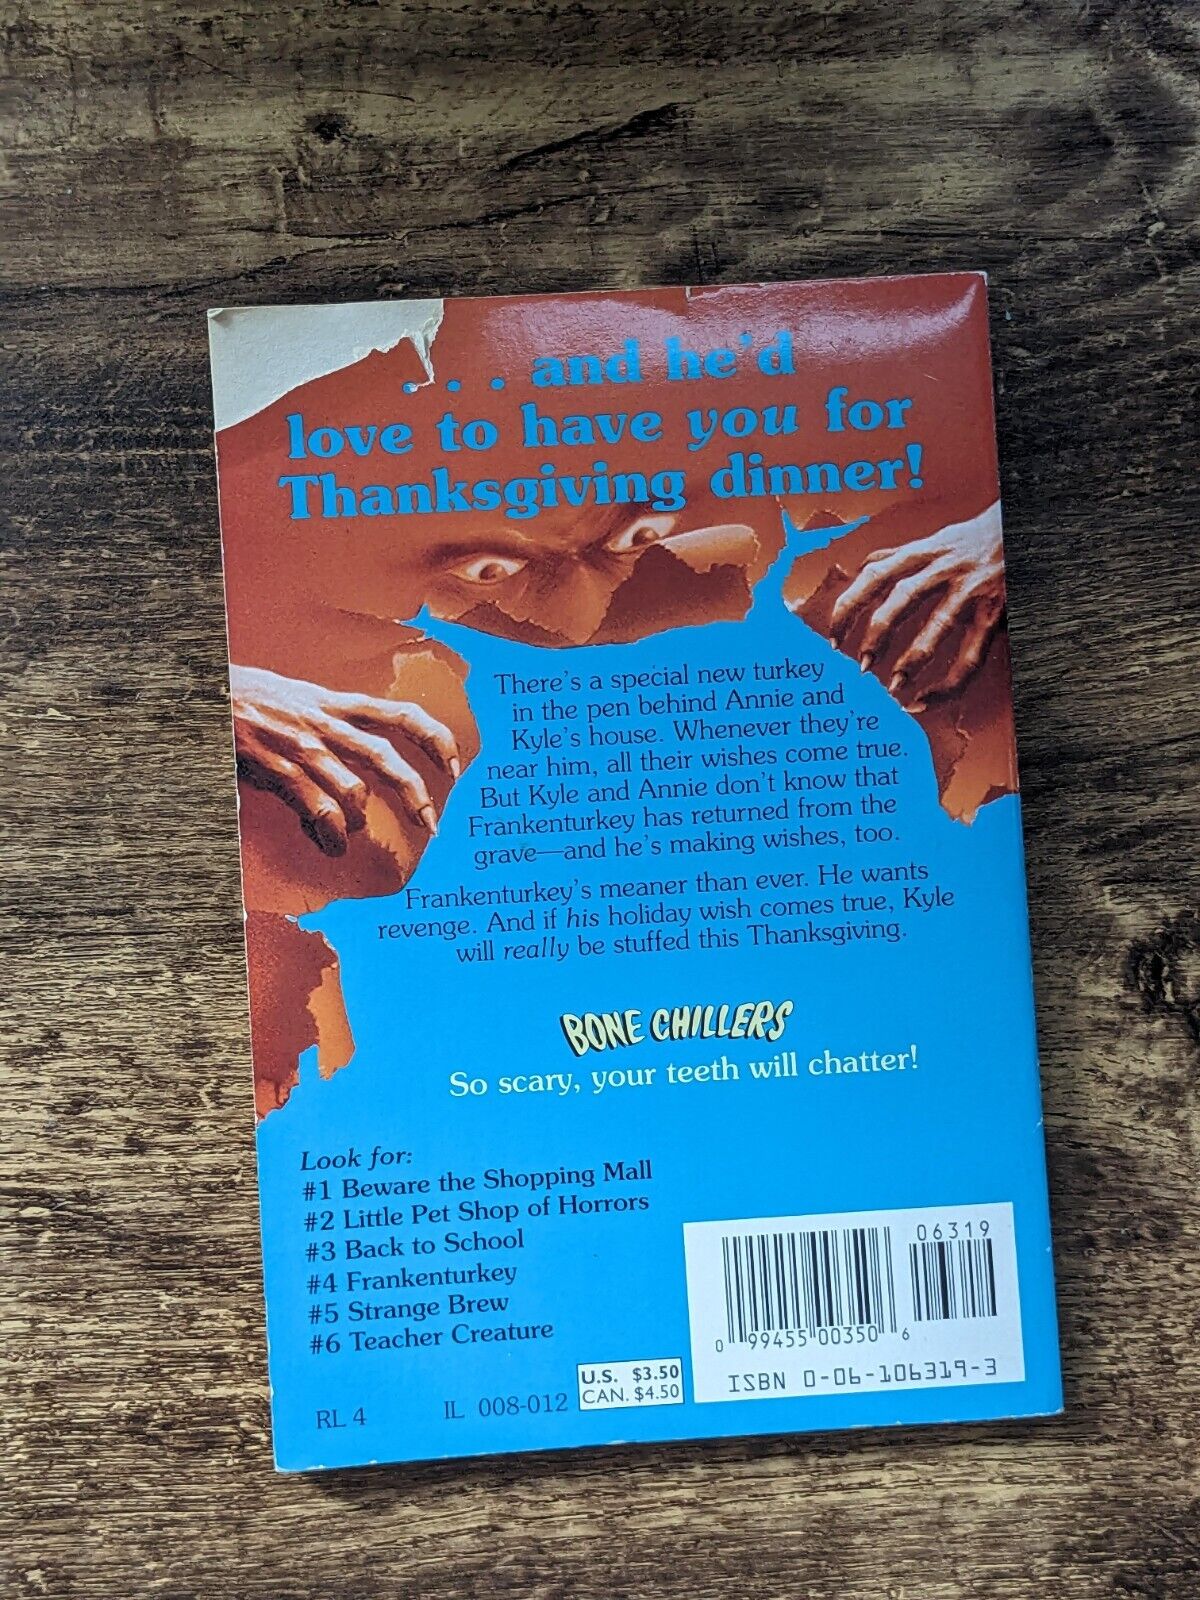 . . . and he'd
love to have you for
Thanksgiving dinner!
There's a special new turkey
in the pen behind Annie and
Kyle's house. Whenever they're
near him, all their wishes come true.
But Kyle and Annie don't know that
Frankenturkey has returned from the
grave—and he's making wishes, too.
Frankenturkey's meaner than ever. He wants
revenge. And if his holiday wish comes true, Kyle
will really be stuffed this Thanksgiving.
BONE CHILLERS
So scary, your teeth will chatter!
Look for:
#1 Beware the Shopping Mall
#2 Little Pet Shop of Horrors
#3 Back to School
#4 Frankenturkey
#5 Strange Brew
#6 Teacher Creature
RL 4 IL 008-012
U.S. $3.50
CAN. $4.50
06319
0 99455 00350 6
ISBN 0-06-106319-3